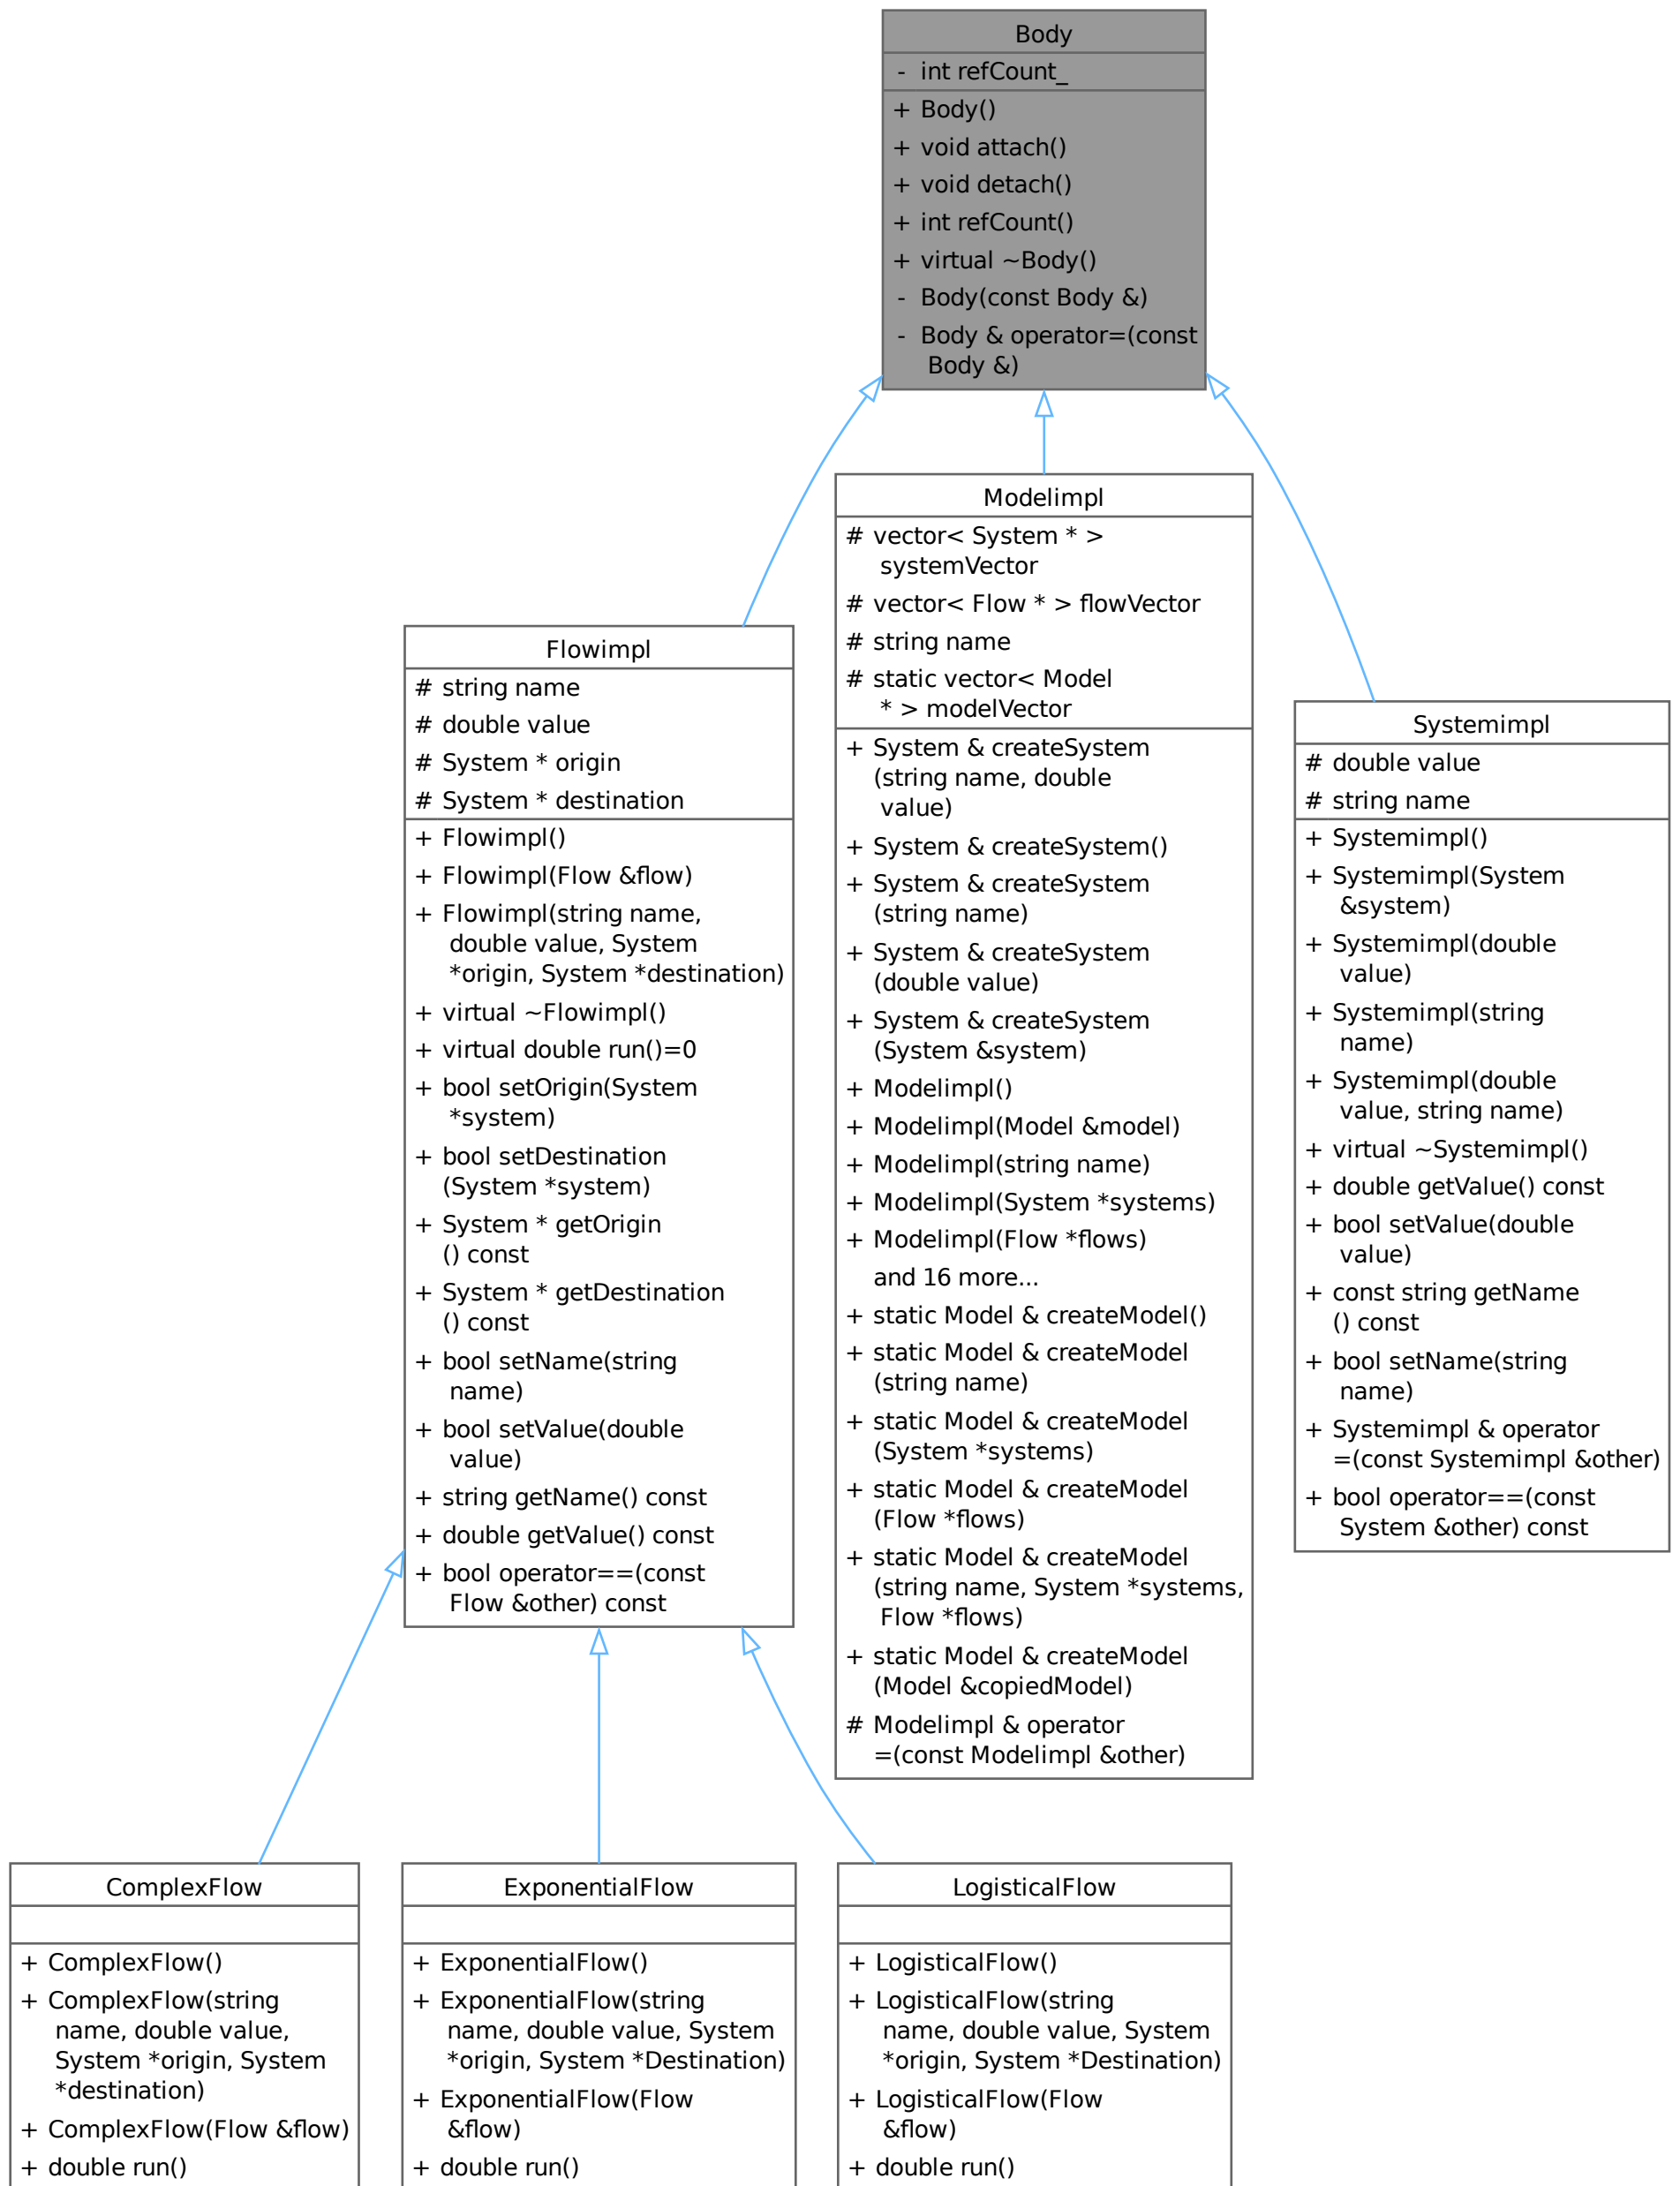 Body
- int refCount_
+ Body()
+ void attach()
+ void detach()
+ int refCount()
+ virtual ~Body()
- Body(const Body &)
- Body & operator=(const
Body &)
Flowimpl
# string name
# double value
# System * origin
# System * destination
+ Flowimpl()
+ Flowimpl(Flow &flow)
+ Flowimpl(string name,
double value, System
*origin, System *destination)
+ virtual ~Flowimpl()
+ virtual double run()=0
+ bool setOrigin(System
*system)
+ bool setDestination
(System *system)
+ System * getOrigin
() const
+ System * getDestination
() const
+ bool setName(string
name)
+ bool setValue(double
value)
+ string getName() const
+ double getValue() const
+ bool operator==(const
Flow &other) const
Modelimpl
# vector< System * >
systemVector
# vector< Flow * > flowVector
# string name
# static vector< Model
* > modelVector
+ System & createSystem
(string name, double
value)
+ System & createSystem()
+ System & createSystem
(string name)
+ System & createSystem
(double value)
+ System & createSystem
(System &system)
+ Modelimpl()
+ Modelimpl(Model &model)
+ Modelimpl(string name)
+ Modelimpl(System *systems)
+ Modelimpl(Flow *flows)
and 16 more...
+ static Model & createModel()
+ static Model & createModel
(string name)
+ static Model & createModel
(System *systems)
+ static Model & createModel
(Flow *flows)
+ static Model & createModel
(string name, System *systems,
Flow *flows)
+ static Model & createModel
(Model &copiedModel)
# Modelimpl & operator
=(const Modelimpl &other)
Systemimpl
# double value
# string name
+ Systemimpl()
+ Systemimpl(System
&system)
+ Systemimpl(double
value)
+ Systemimpl(string
name)
+ Systemimpl(double
value, string name)
+ virtual ~Systemimpl()
+ double getValue() const
+ bool setValue(double
value)
+ const string getName
() const
+ bool setName(string
name)
+ Systemimpl & operator
=(const Systemimpl &other)
+ bool operator==(const
System &other) const
ComplexFlow
+ ComplexFlow()
+ ComplexFlow(string
name, double value,
System *origin, System
*destination)
+ ComplexFlow(Flow &flow)
+ double run()
ExponentialFlow
+ ExponentialFlow()
+ ExponentialFlow(string
name, double value, System
*origin, System *Destination)
+ ExponentialFlow(Flow
&flow)
+ double run()
LogisticalFlow
+ LogisticalFlow()
+ LogisticalFlow(string
name, double value, System
*origin, System *Destination)
+ LogisticalFlow(Flow
&flow)
+ double run()